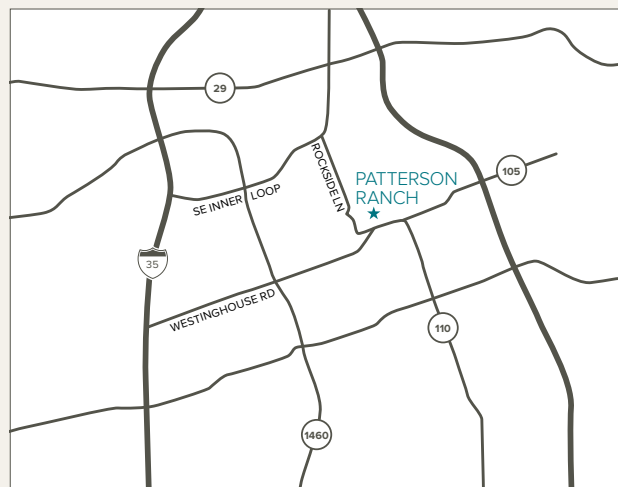 29
105
ROCKSIDE LN
PATTERSON
RANCH
SE INNER LOOP
35
WESTINGHOUSE RD
110
1460